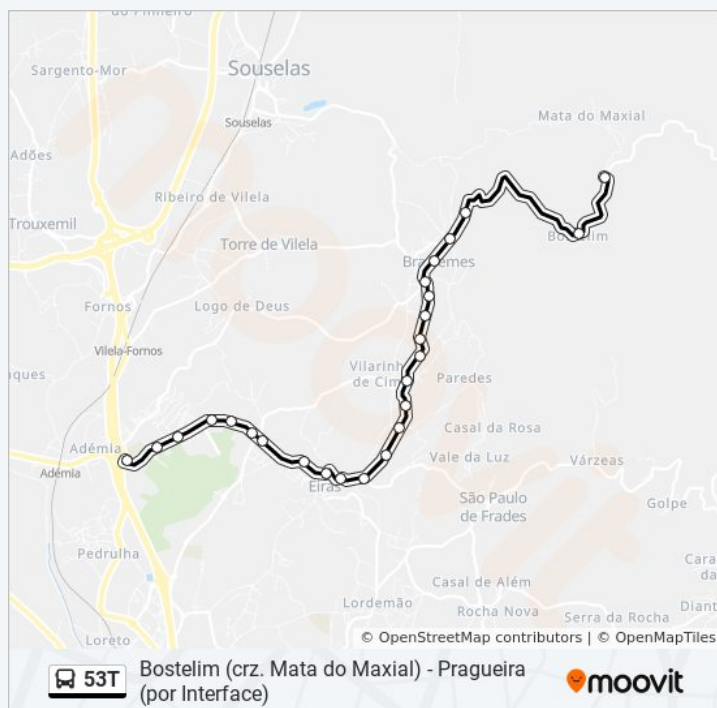 do Pinheiro
Sargento-Mor
Souselas
Souselas
Mata do Maxial
Adões
Ribeiro de Vilela
Trouxemil
Torre de Vilela
Bostelim
Brasfemes
Fornos
Logo de Deus
Vilela-Fornos
Vilarinho
de Cima
Paredes
Casal da Rosa
Adémia
Adémia
Vale da Luz
Várzeas
Eiras
São Paulo
de Frades
Golpe
Pedrulha
Casal de Além
Lordemão
Rocha Nova
Serra da Rocha
Loreto
© OpenStreetMap contributors | © OpenMapTiles
53T
Bostelim (crz. Mata do Maxial) - Pragueira
(por Interface)
moovit